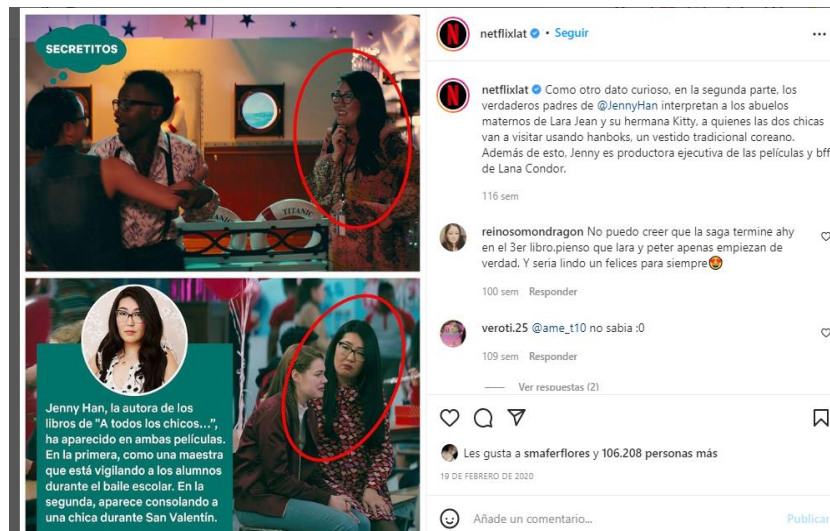 SECRETITOS
TITANIC
TITANIC
Jenny Han, la autora de los
libros de "A todos los chicos...",
ha aparecido en ambas películas.
En la primera, como una maestra
que está vigilando a los alumnos
durante el baile escolar. En la
segunda, aparece consolando a
una chica durante San Valentín.
netflixlat • Seguir
netflixlat Como otro dato curioso, en la segunda parte, los
verdaderos padres de @JennyHan interpretan a los abuelos
maternos de Lara Jean y su hermana Kitty, a quienes las dos chicas
van a visitar usando hanboks, un vestido tradicional coreano.
Además de esto, Jenny es productora ejecutiva de las películas y bff
de Lana Condor.
116 sem
reinosomondragon No puedo creer que la saga termine ahy
en el 3er libro,pienso que lara y peter apenas empiezan de
verdad. Y seria lindo un felices para siempre😍
100 sem Responder
veroti.25 @ame_t10 no sabia :0
109 sem Responder
Ver respuestas (2)
Les gusta a smaferflores y 106.208 personas más
19 DE FEBRERO DE 2020
Añade un comentario...
Publicar